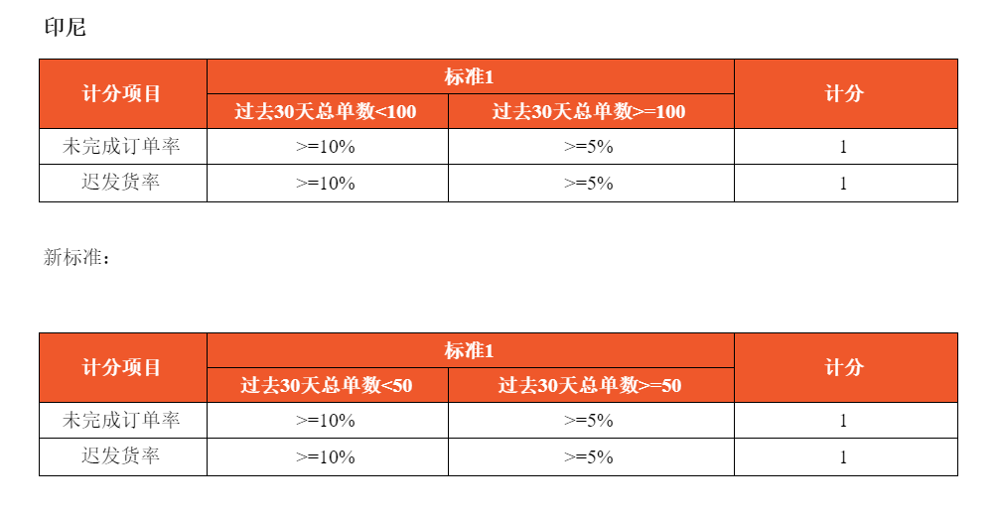 印尼
计分项目 标准1 计分
过去30天总单数<100 过去30天总单数>=100
未完成订单率 >=10% >=5% 1
迟发货率 >=10% >=5% 1
新标准：
计分项目 标准1 计分
过去30天总单数<50 过去30天总单数>=50
未完成订单率 >=10% >=5% 1
迟发货率 >=10% >=5% 1